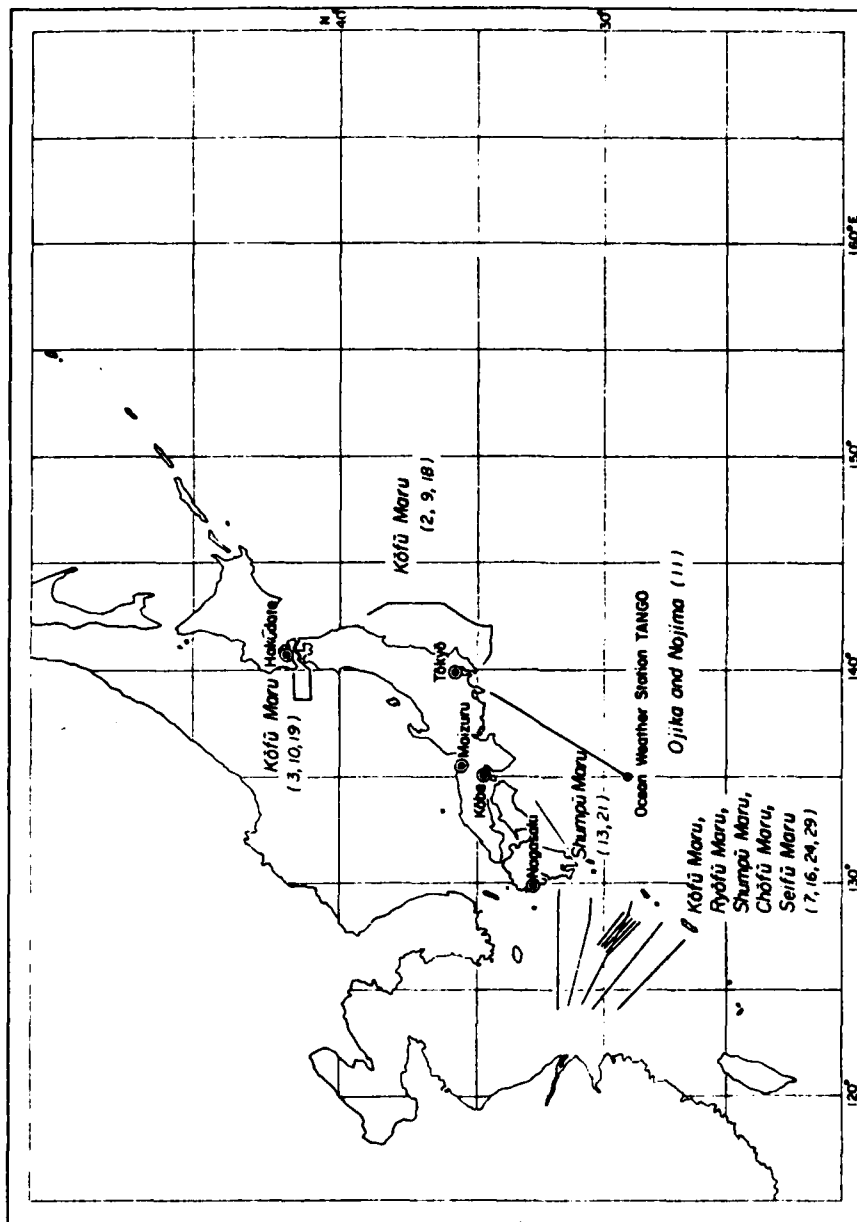 N
40°
30°
Hakudate
Kōfū Maru
(3, 10, 19)
Kōfū Maru
(2, 9, 18)
Tōkyō
Maizuru
Kōbe
Nagasaki
Shumpū Maru
(13, 21)
Ocean Weather Station TANGO
Ojika and Nojima (11)
Kōfū Maru,
Ryōfū Maru,
Shumpū Maru,
Chōfū Maru,
Seifū Maru
(7, 16, 24, 29)
120°
130°
140°
150°
160°E